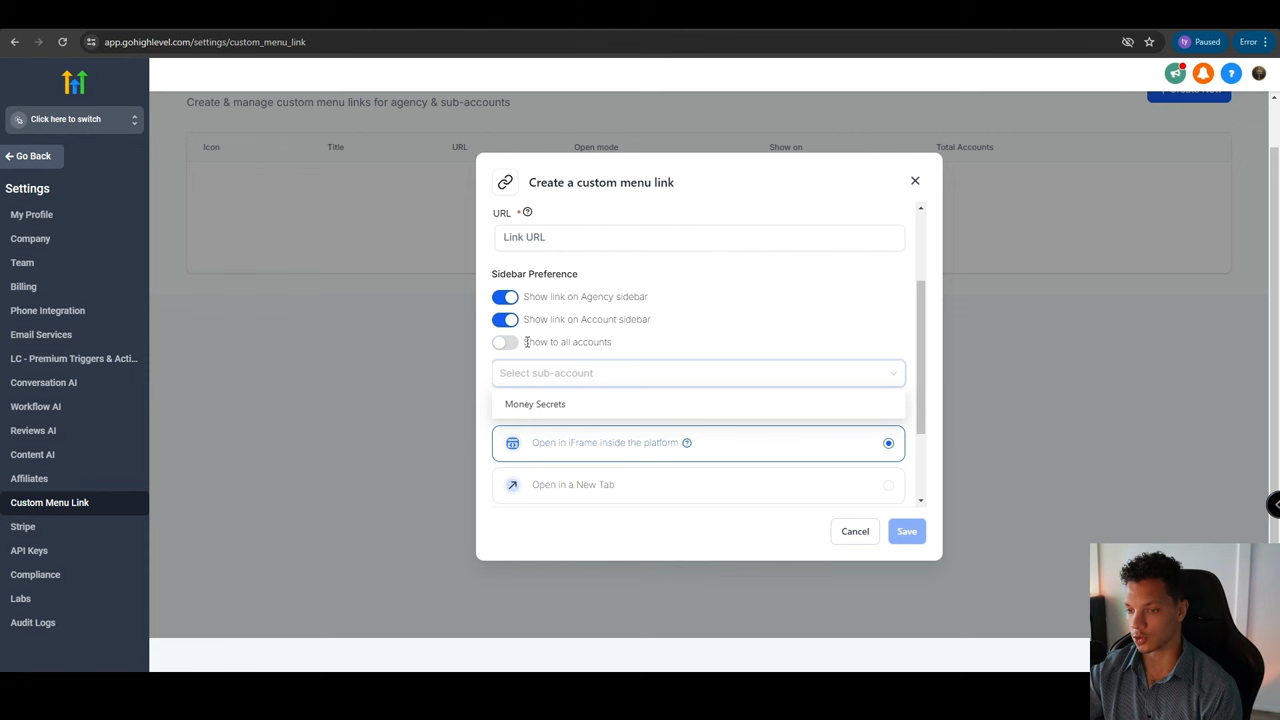 app.gohighlevel.com/settings/custom_menu_link
ty
Paused
Error
Click here to switch
Go Back
Settings
My Profile
Company
Team
Billing
Phone Integration
Email Services
LC - Premium Triggers & Acti...
Conversation AI
Workflow AI
Reviews AI
Content AI
Affiliates
Custom Menu Link
Stripe
API Keys
Compliance
Labs
Audit Logs
Create & manage custom menu links for agency & sub-accounts
+ Create New
Icon Title URL Open mode Show on Total Accounts
Create a custom menu link
URL *
Link URL
Sidebar Preference
Show link on Agency sidebar
Show link on Account sidebar
Show to all accounts
Select sub-account
Money Secrets
Open in iFrame inside the platform
Open in a New Tab
Cancel
Save